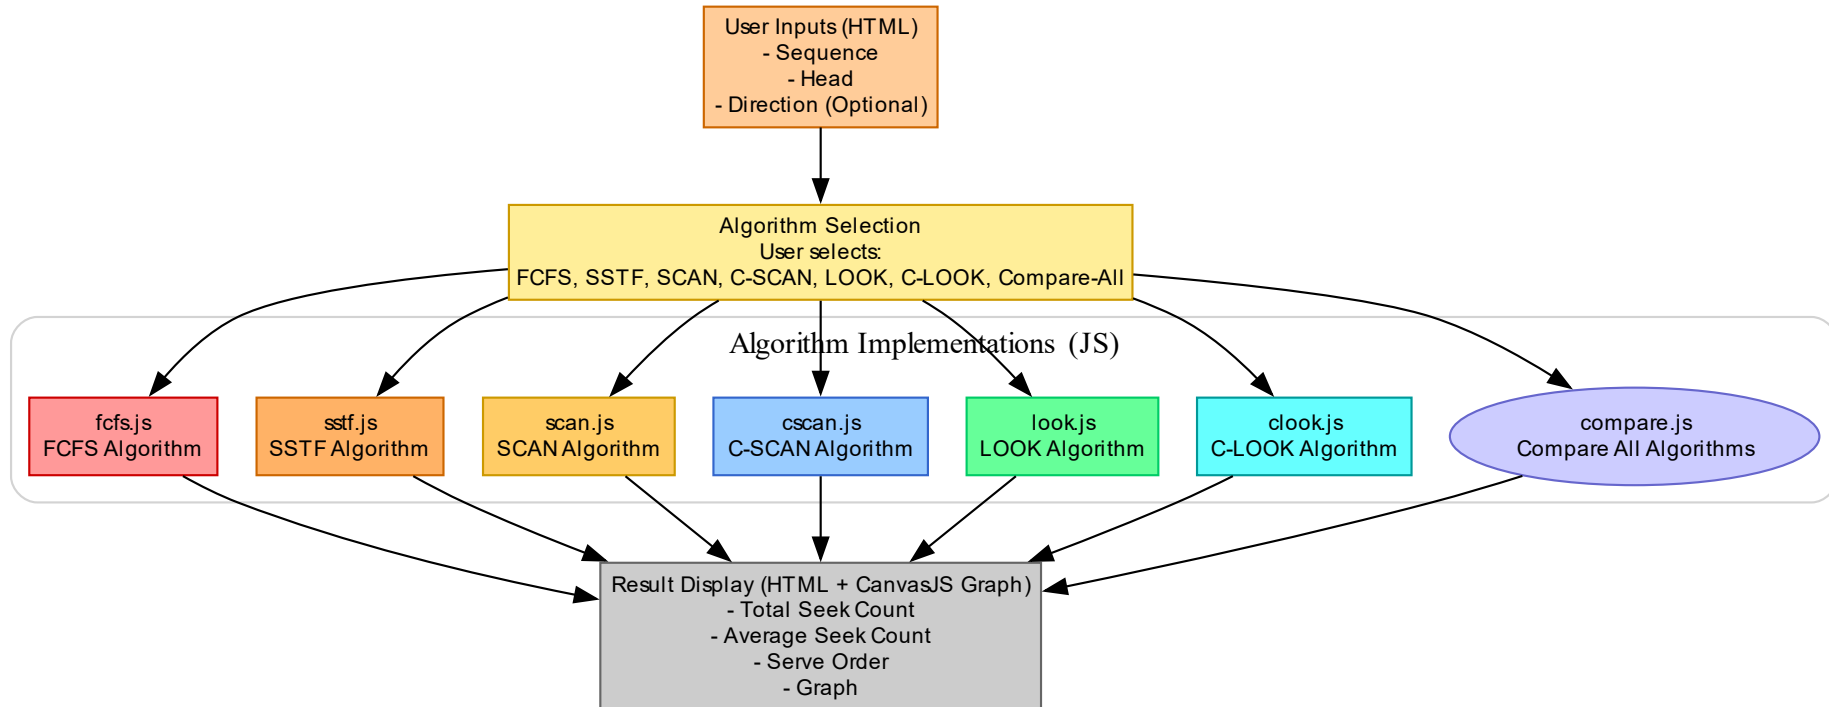 User Inputs (HTML)
- Sequence
- Head
- Direction (Optional)
Algorithm Selection
User selects:
FCFS, SSTF, SCAN, C-SCAN, LOOK, C-LOOK, Compare-All
Algorithm Implementations (JS)
fcfs.js
FCFS Algorithm
sstf.js
SSTF Algorithm
scan.js
SCAN Algorithm
cscan.js
C-SCAN Algorithm
look.js
LOOK Algorithm
clook.js
C-LOOK Algorithm
compare.js
Compare All Algorithms
Result Display (HTML + CanvasJS Graph)
- Total Seek Count
- Average Seek Count
- Serve Order
- Graph